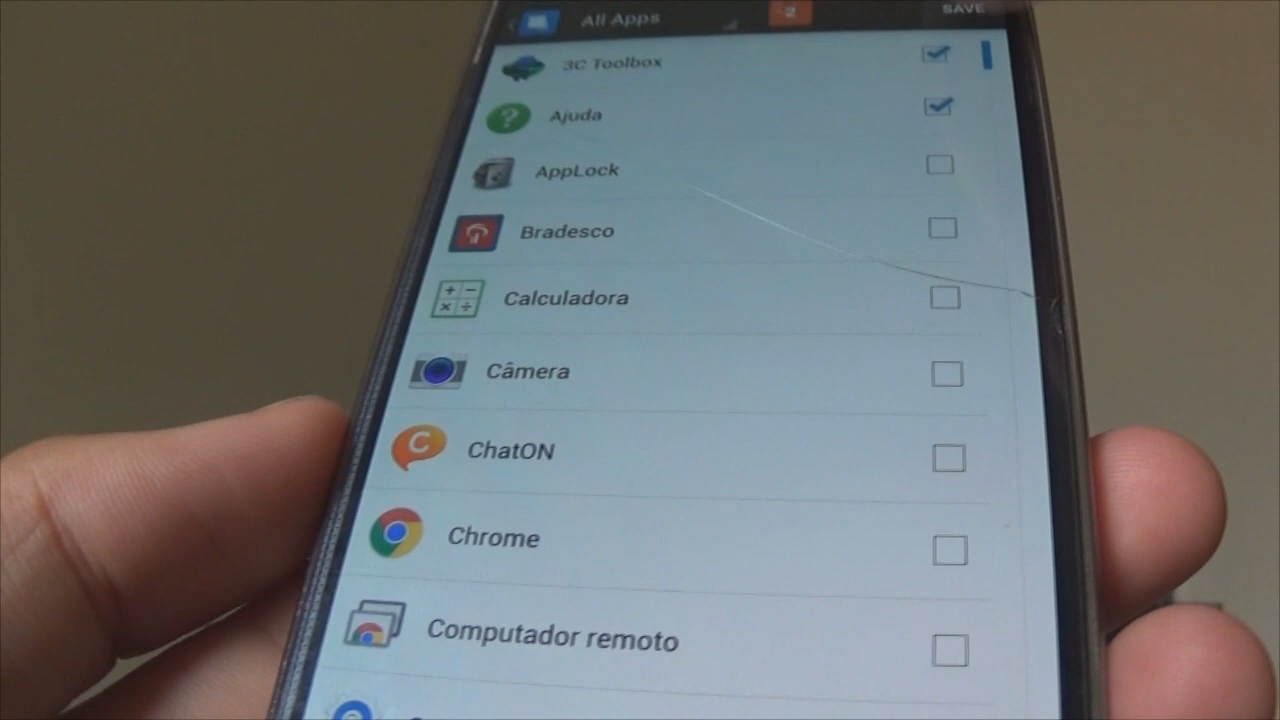 All Apps
2
SAVE
3C Toolbox
Ajuda
AppLock
Bradesco
Calculadora
Câmera
ChatON
Chrome
Computador remoto